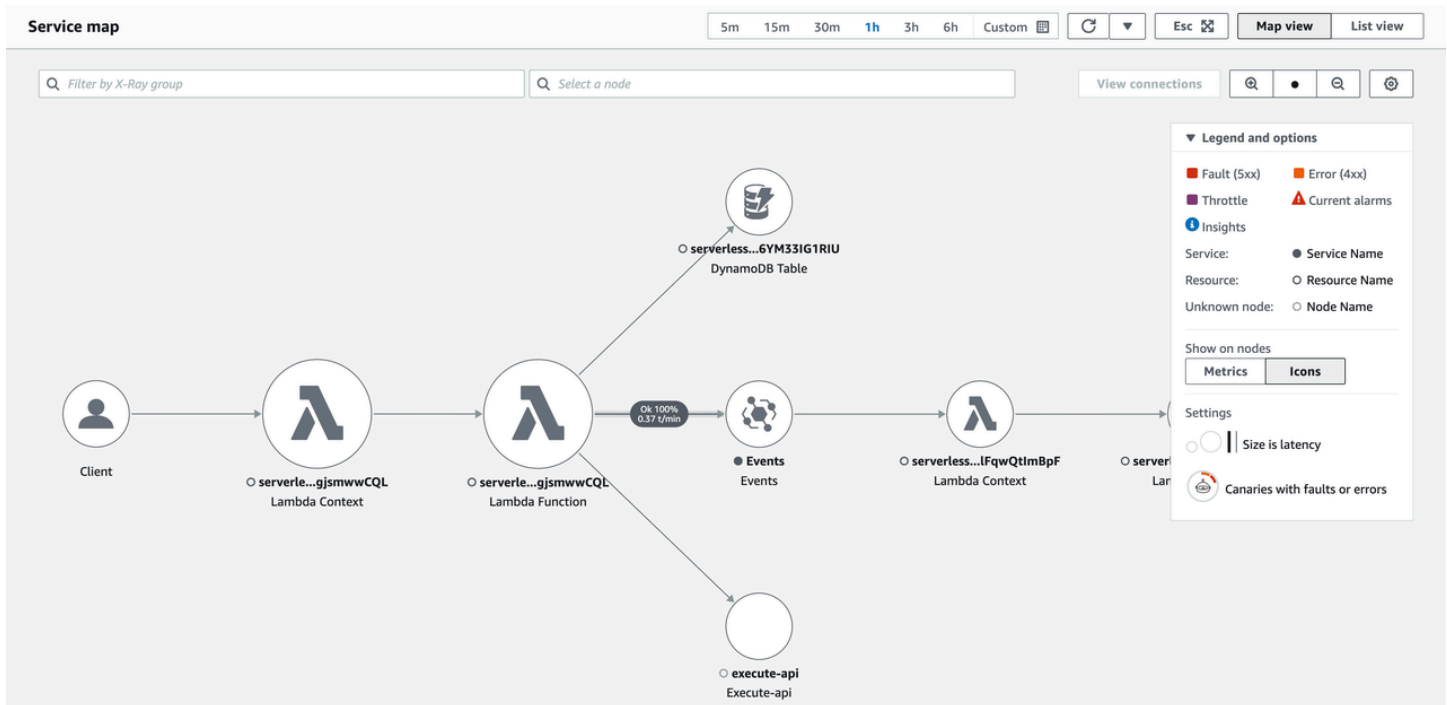 Service map
5m 15m 30m 1h 3h 6h Custom
Esc
Map view List view
Filter by X-Ray group
Select a node
View connections
Legend and options
Fault (5xx) Error (4xx)
Throttle Current alarms
Insights
Service: Service Name
Resource: Resource Name
Unknown node: Node Name
Show on nodes
Metrics Icons
Settings
Size is latency
Canaries with faults or errors
serverless...6YM33IG1RIU
DynamoDB Table
Client
serverle...gjsmwwCQL
Lambda Context
serverle...gjsmwwCQL
Lambda Function
Ok 100%
0.37 t/min
Events
Events
serverless...lFqwQtImBpF
Lambda Context
server
Lar
execute-api
Execute-api